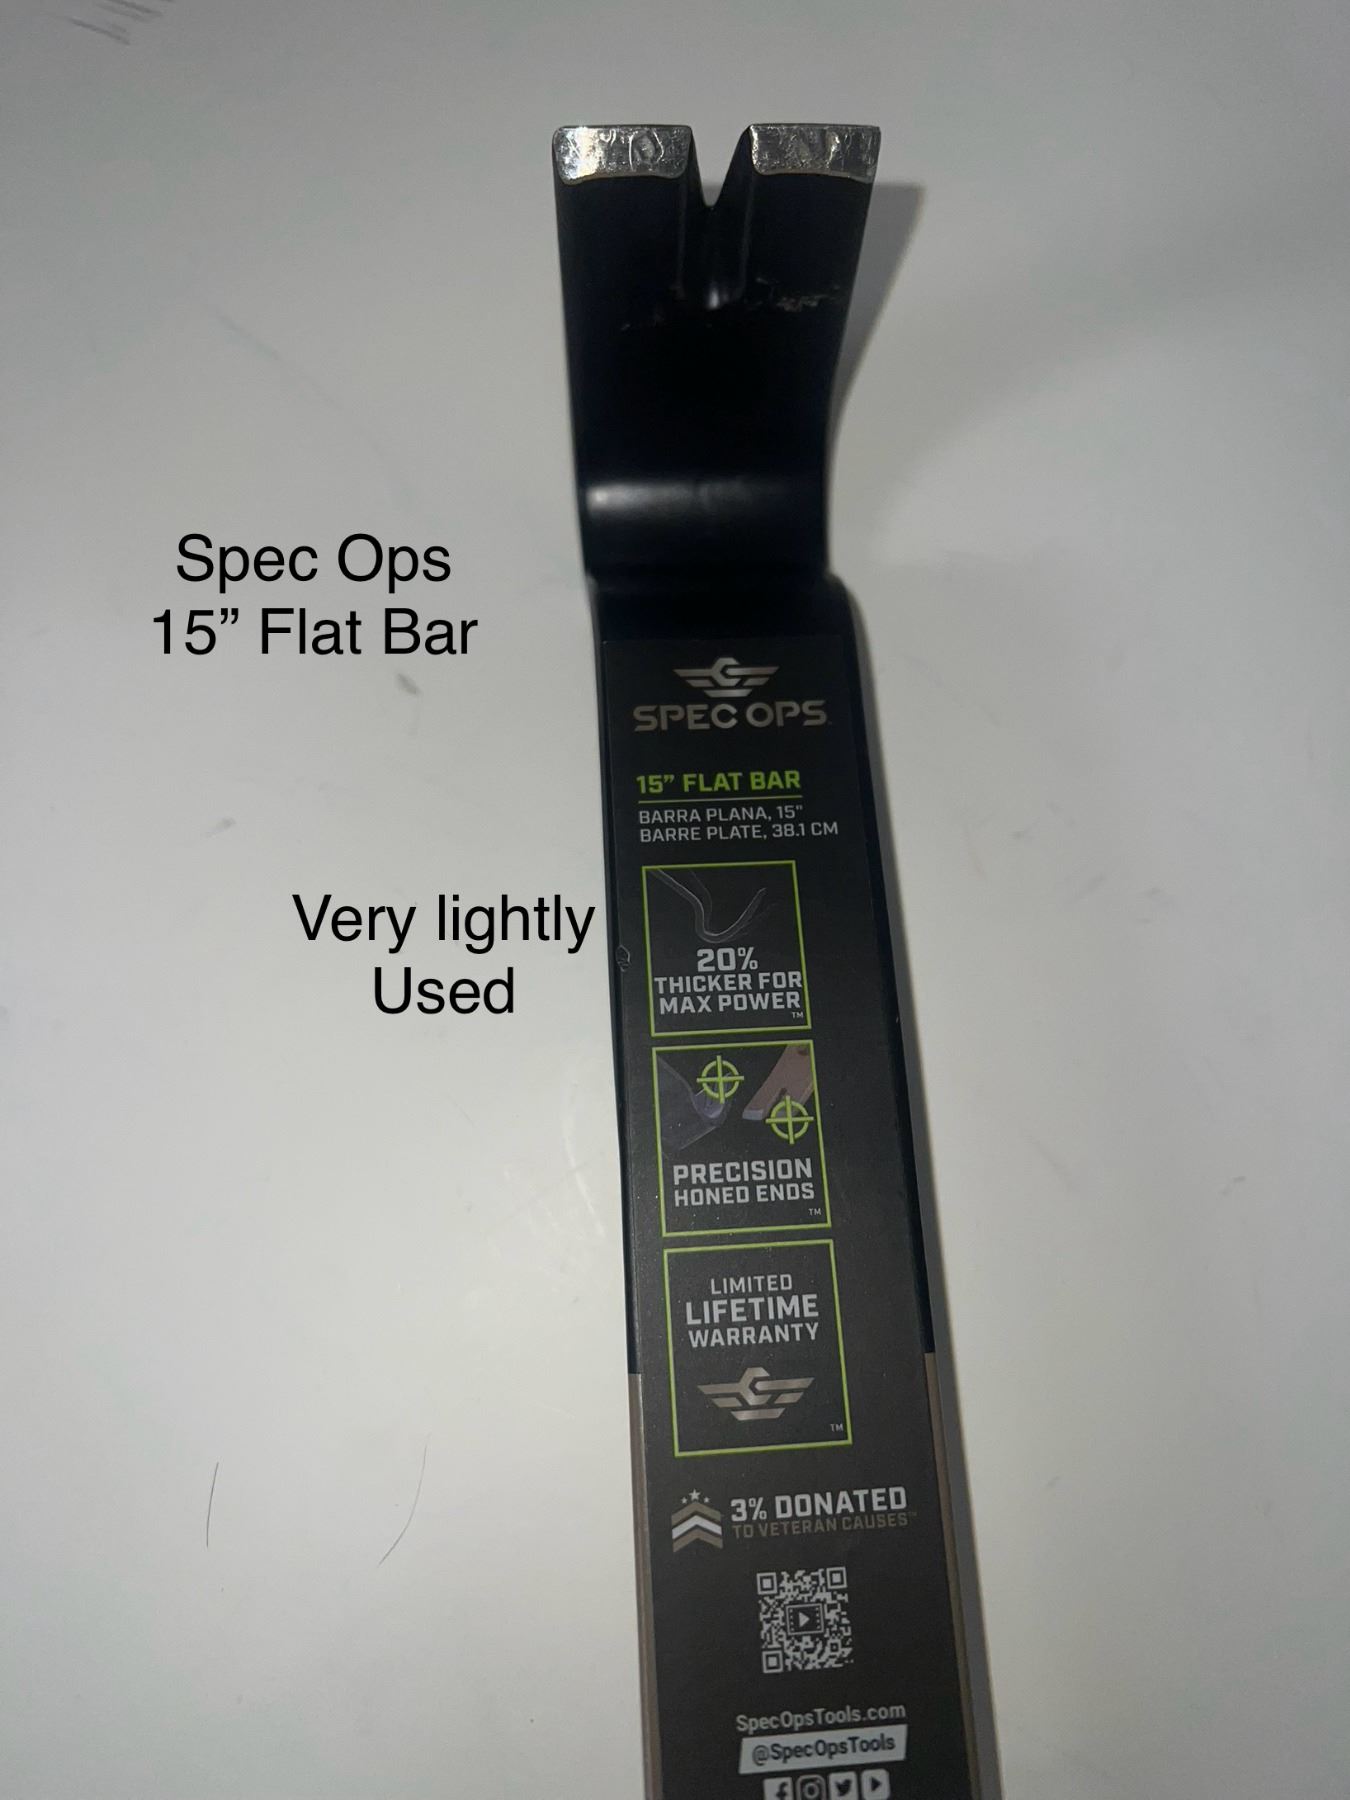 Spec Ops
15” Flat Bar
Very lightly
Used
SPEC OPS
15” FLAT BAR
BARRA PLANA, 15"
BARRE PLATE, 38.1 CM
20%
THICKER FOR
MAX POWER
TM
PRECISION
HONED ENDS
TM
LIMITED
LIFETIME
WARRANTY
TM
3% DONATED
TO VETERAN CAUSES™
SpecOpsTools.com
@SpecOpsTools